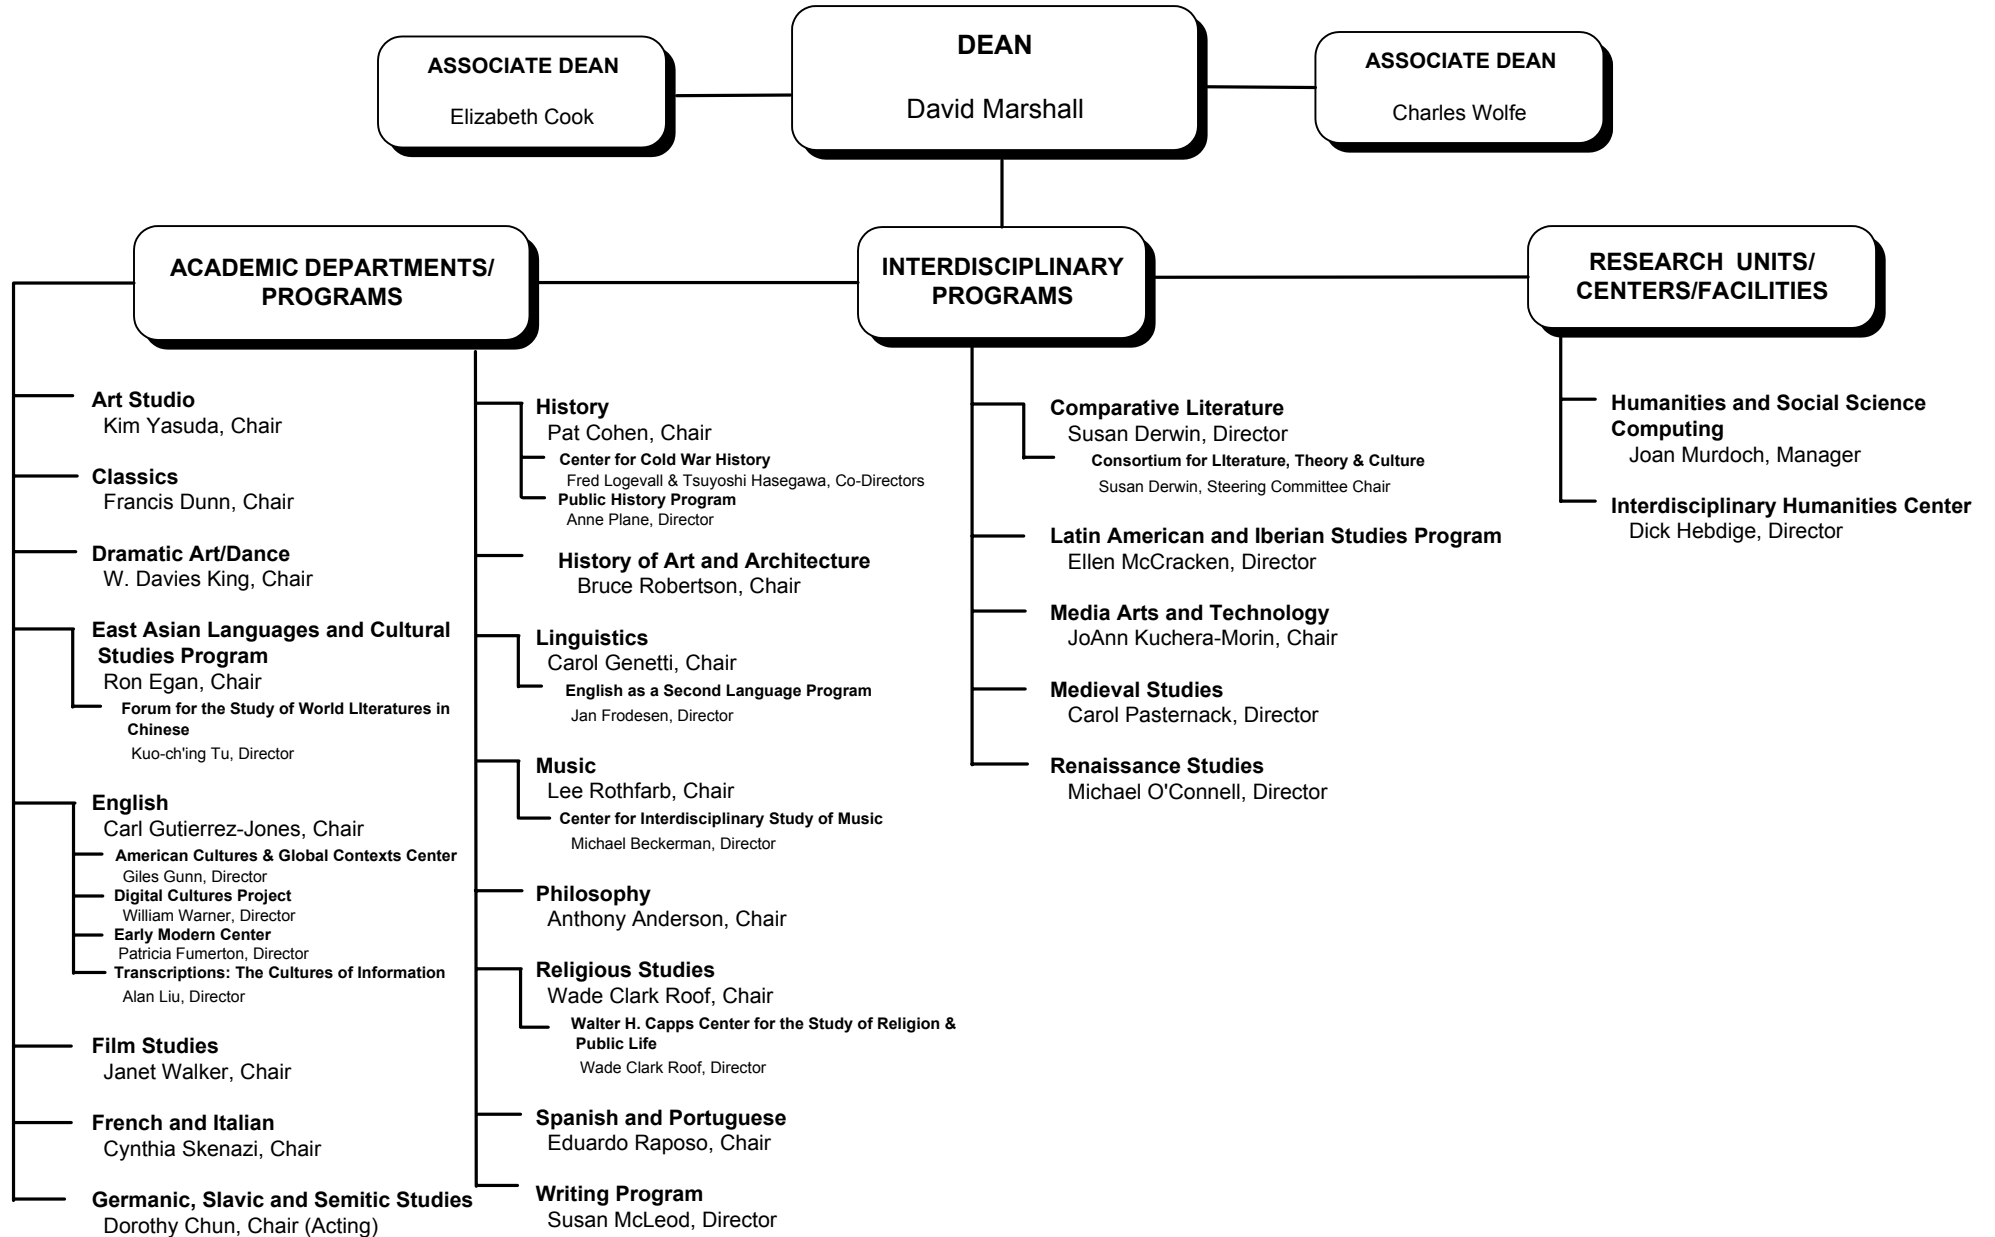 DEAN
David Marshall
ASSOCIATE DEAN
Elizabeth Cook
ASSOCIATE DEAN
Charles Wolfe
ACADEMIC DEPARTMENTS/
PROGRAMS
INTERDISCIPLINARY
PROGRAMS
RESEARCH UNITS/
CENTERS/FACILITIES
Art Studio
Kim Yasuda, Chair
Classics
Francis Dunn, Chair
Dramatic Art/Dance
W. Davies King, Chair
East Asian Languages and Cultural
Studies Program
Ron Egan, Chair
Forum for the Study of World LIteratures in
Chinese
Kuo-ch'ing Tu, Director
English
Carl Gutierrez-Jones, Chair
American Cultures & Global Contexts Center
Giles Gunn, Director
Digital Cultures Project
William Warner, Director
Early Modern Center
Patricia Fumerton, Director
Transcriptions: The Cultures of Information
Alan Liu, Director
Film Studies
Janet Walker, Chair
French and Italian
Cynthia Skenazi, Chair
Germanic, Slavic and Semitic Studies
Dorothy Chun, Chair (Acting)
History
Pat Cohen, Chair
Center for Cold War History
Fred Logevall & Tsuyoshi Hasegawa, Co-Directors
Public History Program
Anne Plane, Director
History of Art and Architecture
Bruce Robertson, Chair
Linguistics
Carol Genetti, Chair
English as a Second Language Program
Jan Frodesen, Director
Music
Lee Rothfarb, Chair
Center for Interdisciplinary Study of Music
Michael Beckerman, Director
Philosophy
Anthony Anderson, Chair
Religious Studies
Wade Clark Roof, Chair
Walter H. Capps Center for the Study of Religion &
Public Life
Wade Clark Roof, Director
Spanish and Portuguese
Eduardo Raposo, Chair
Writing Program
Susan McLeod, Director
Comparative Literature
Susan Derwin, Director
Consortium for LIterature, Theory & Culture
Susan Derwin, Steering Committee Chair
Latin American and Iberian Studies Program
Ellen McCracken, Director
Media Arts and Technology
JoAnn Kuchera-Morin, Chair
Medieval Studies
Carol Pasternack, Director
Renaissance Studies
Michael O'Connell, Director
Humanities and Social Science
Computing
Joan Murdoch, Manager
Interdisciplinary Humanities Center
Dick Hebdige, Director